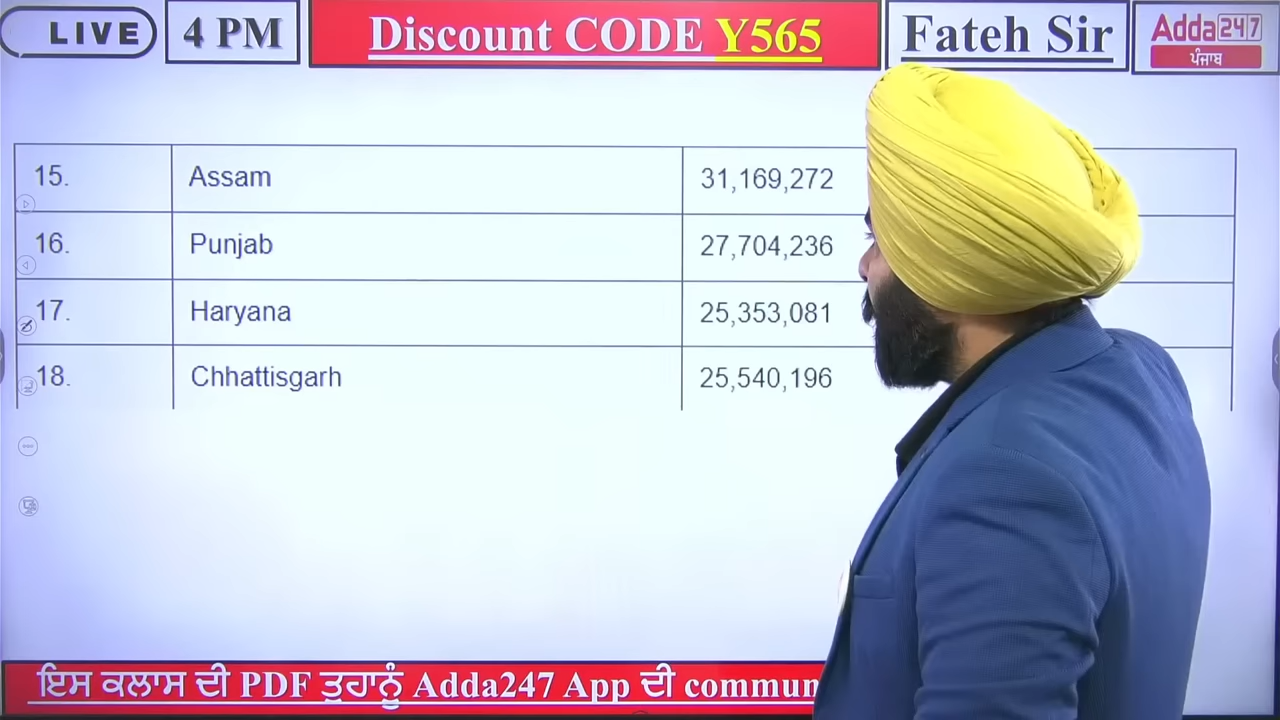 LIVE 4 PM Discount CODE Y565 Fateh Sir Adda247
ਪੰਜਾਬ
15. Assam 31,169,272
16. Punjab 27,704,236
17. Haryana 25,353,081
18. Chhattisgarh 25,540,196
ਇਸ ਕਲਾਸ ਦੀ PDF ਤੁਹਾਨੂੰ Adda247 App ਦੀ commun